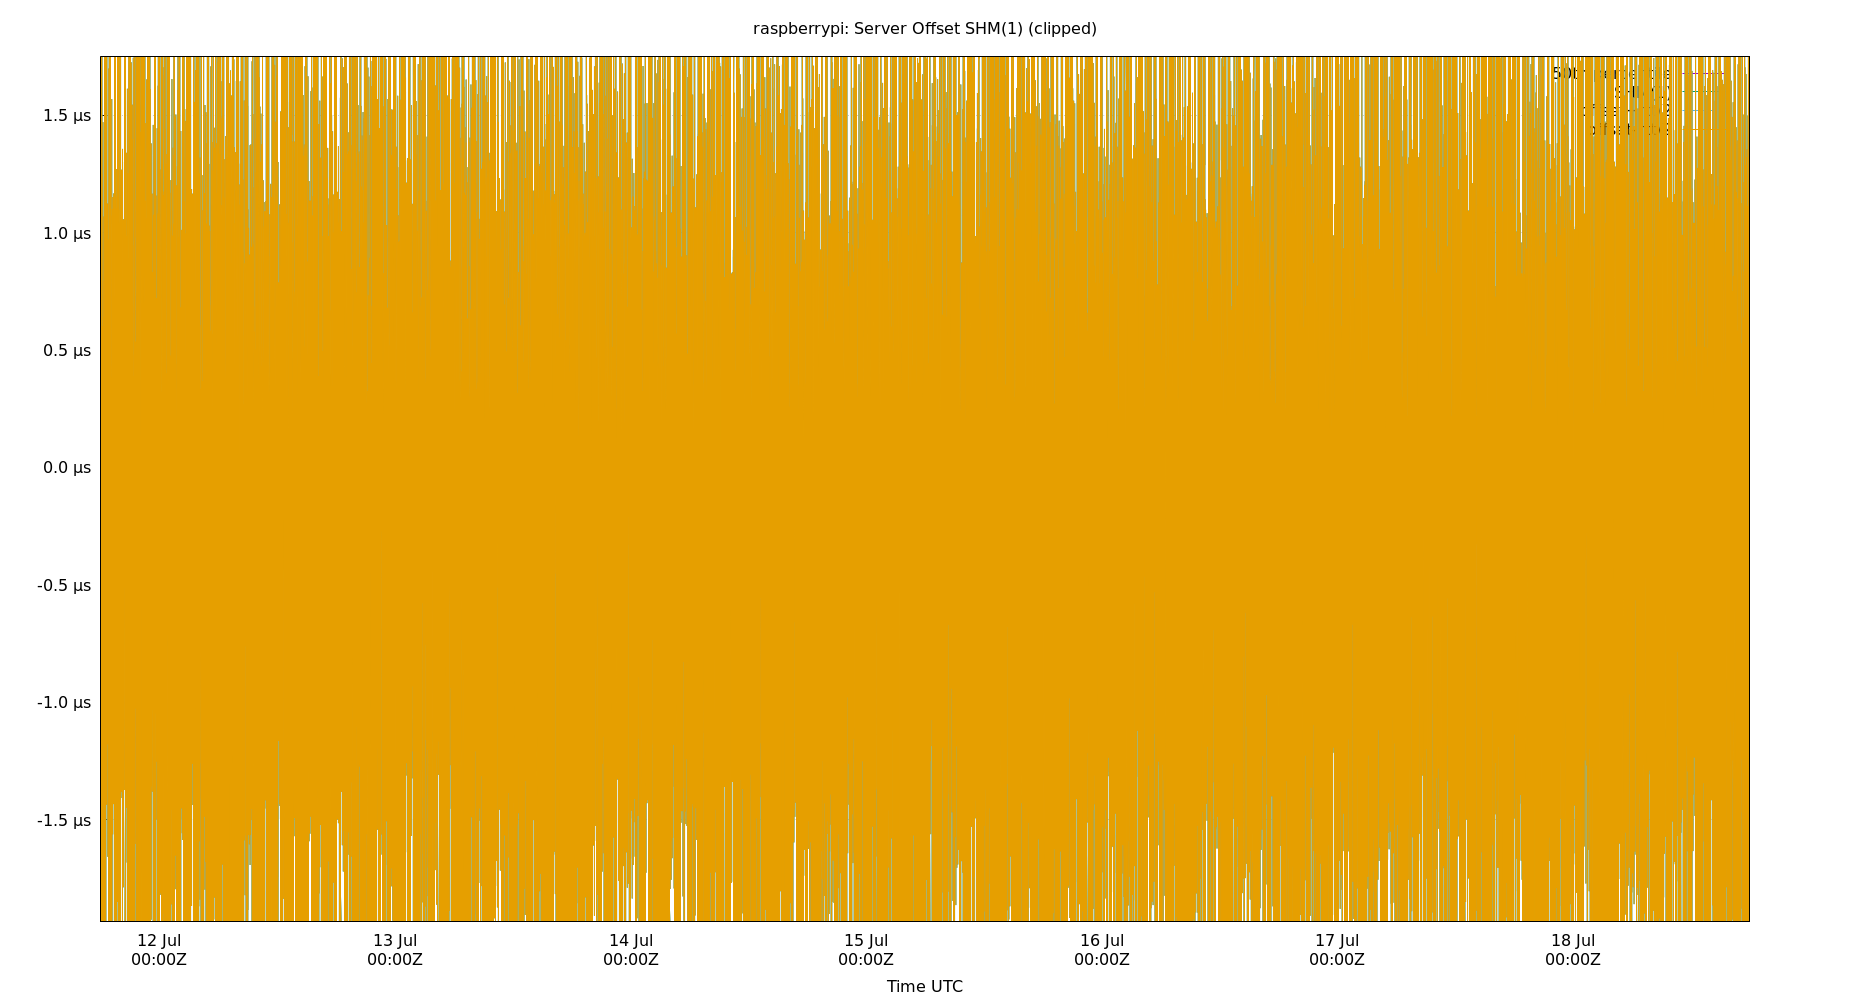 raspberrypi: Server Offset SHM(1) (clipped)
1.5 µs
1.0 µs
0.5 µs
0.0 µs
-0.5 µs
-1.0 µs
-1.5 µs
12 Jul
00:00Z
13 Jul
00:00Z
14 Jul
00:00Z
15 Jul
00:00Z
16 Jul
00:00Z
17 Jul
00:00Z
18 Jul
00:00Z
Time UTC